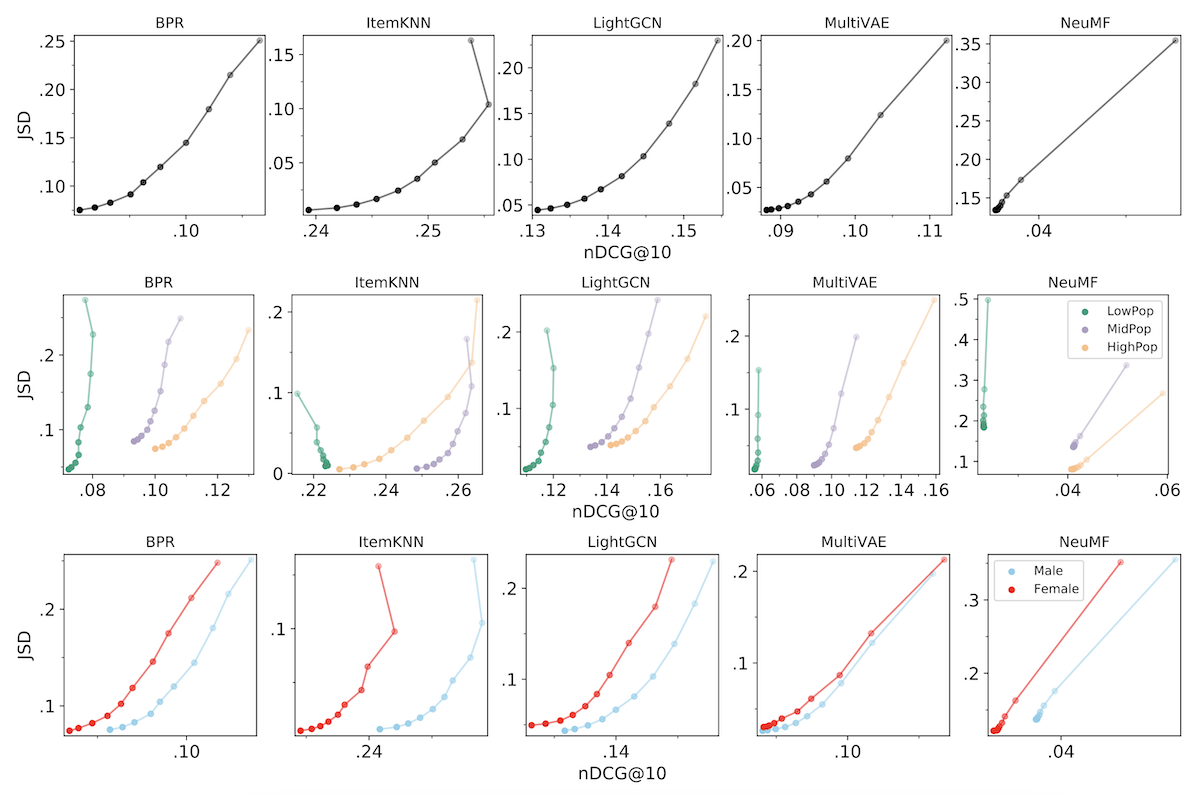 BPR ItemKNN LightGCN MultiVAE NeuMF
.25 .20 .15 .10
.15 .10 .05
.20 .15 .10 .05
.20 .15 .10 .05
.35 .30 .25 .20 .15
JSD
.10 .24 .25 .13 .14 .15 .09 .10 .11 .04
nDCG@10
BPR ItemKNN LightGCN MultiVAE NeuMF
.2 .1
.2 .1 0
.2 .1
.1
.5 .4 .3 .2 .1
LowPop
MidPop
HighPop
JSD
.08 .10 .12 .22 .24 .26 .12 .14 .16 .06 .08 .10 .12 .14 .16 .04 .06
nDCG@10
BPR ItemKNN LightGCN MultiVAE NeuMF
.2 .1
.1
.2 .1
.2 .1
.3 .2
Male
Female
JSD
.10 .24 .14 .10 .04
nDCG@10